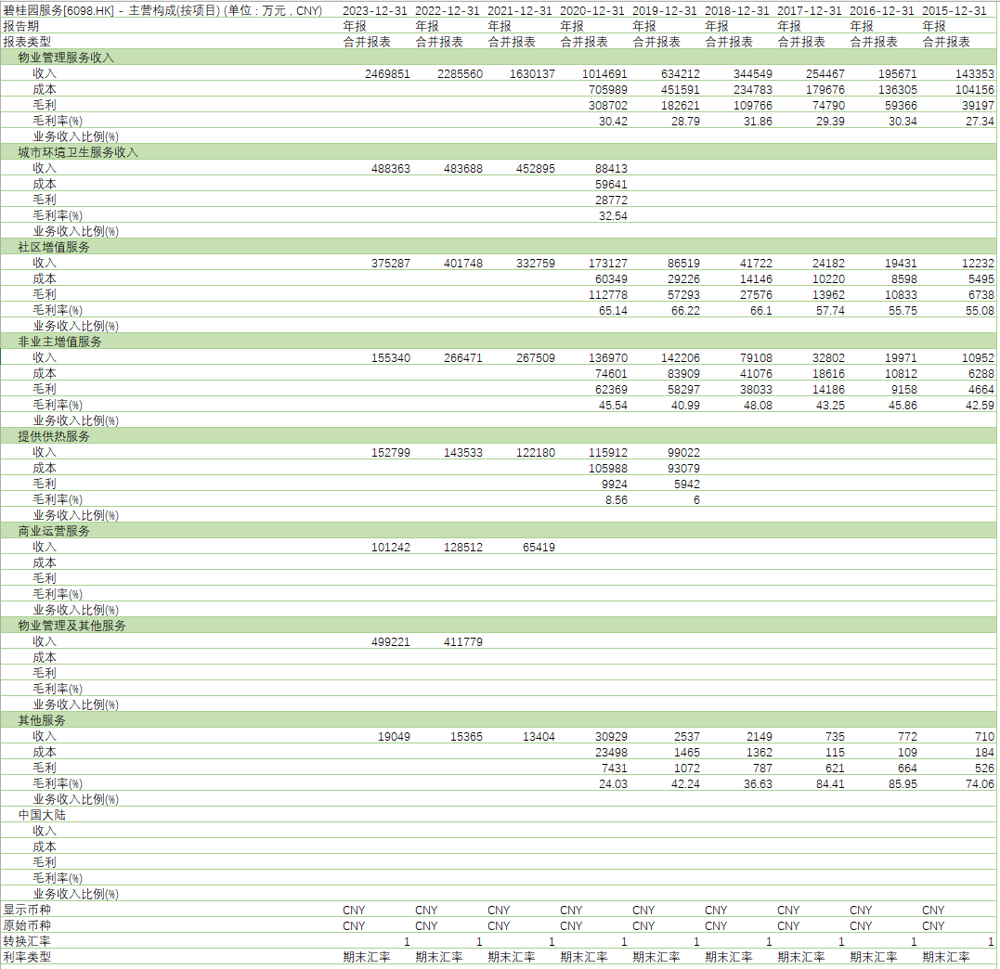 碧桂园服务[6098.HK] - 主营构成(按项目) (单位 : 万元 , CNY) 2023-12-31 2022-12-31 2021-12-31 2020-12-31 2019-12-31 2018-12-31 2017-12-31 2016-12-31 2015-12-31
报告期 年报 年报 年报 年报 年报 年报 年报 年报 年报
报表类型 合并报表 合并报表 合并报表 合并报表 合并报表 合并报表 合并报表 合并报表 合并报表
物业管理服务收入
收入 2469851 2285560 1630137 1014691 634212 344549 254467 195671 143353
成本 705989 451591 234783 179676 136305 104156
毛利 308702 182621 109766 74790 59366 39197
毛利率(%) 30.42 28.79 31.86 29.39 30.34 27.34
业务收入比例(%)
城市环境卫生服务收入
收入 488363 483688 452895 88413
成本 59641
毛利 28772
毛利率(%) 32.54
业务收入比例(%)
社区增值服务
收入 375287 401748 332759 173127 86519 41722 24182 19431 12232
成本 60349 29226 14146 10220 8598 5495
毛利 112778 57293 27576 13962 10833 6738
毛利率(%) 65.14 66.22 66.1 57.74 55.75 55.08
业务收入比例(%)
非业主增值服务
收入 155340 266471 267509 136970 142206 79108 32802 19971 10952
成本 74601 83909 41076 18616 10812 6288
毛利 62369 58297 38033 14186 9158 4664
毛利率(%) 45.54 40.99 48.08 43.25 45.86 42.59
业务收入比例(%)
提供供热服务
收入 152799 143533 122180 115912 99022
成本 105988 93079
毛利 9924 5942
毛利率(%) 8.56 6
业务收入比例(%)
商业运营服务
收入 101242 128512 65419
成本
毛利
毛利率(%)
业务收入比例(%)
物业管理及其他服务
收入 499221 411779
成本
毛利
毛利率(%)
业务收入比例(%)
其他服务
收入 19049 15365 13404 30929 2537 2149 735 772 710
成本 23498 1465 1362 115 109 184
毛利 7431 1072 787 621 664 526
毛利率(%) 24.03 42.24 36.63 84.41 85.95 74.06
业务收入比例(%)
中国大陆
收入
成本
毛利
毛利率(%)
业务收入比例(%)
显示币种 CNY CNY CNY CNY CNY CNY CNY CNY CNY
原始币种 CNY CNY CNY CNY CNY CNY CNY CNY CNY
转换汇率 1 1 1 1 1 1 1 1 1
利率类型 期末汇率 期末汇率 期末汇率 期末汇率 期末汇率 期末汇率 期末汇率 期末汇率 期末汇率